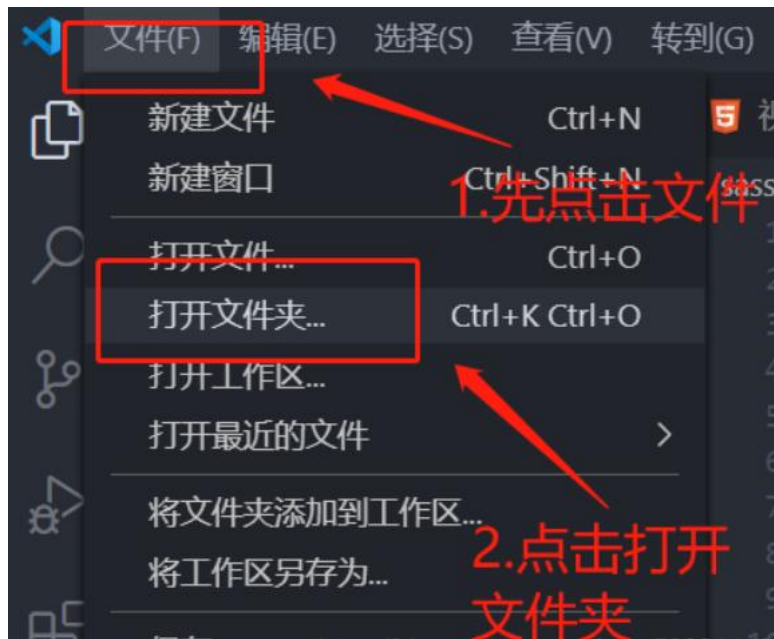 文件(F) 编辑(E) 选择(S) 查看(V) 转到(G)
新建文件 Ctrl+N
新建窗口 Ctrl+Shift+N
1.先点击文件
sass
打开文件... Ctrl+O
打开文件夹... Ctrl+K Ctrl+O
打开工作区...
打开最近的文件
将文件夹添加到工作区...
将工作区另存为...
2.点击打开
文件夹